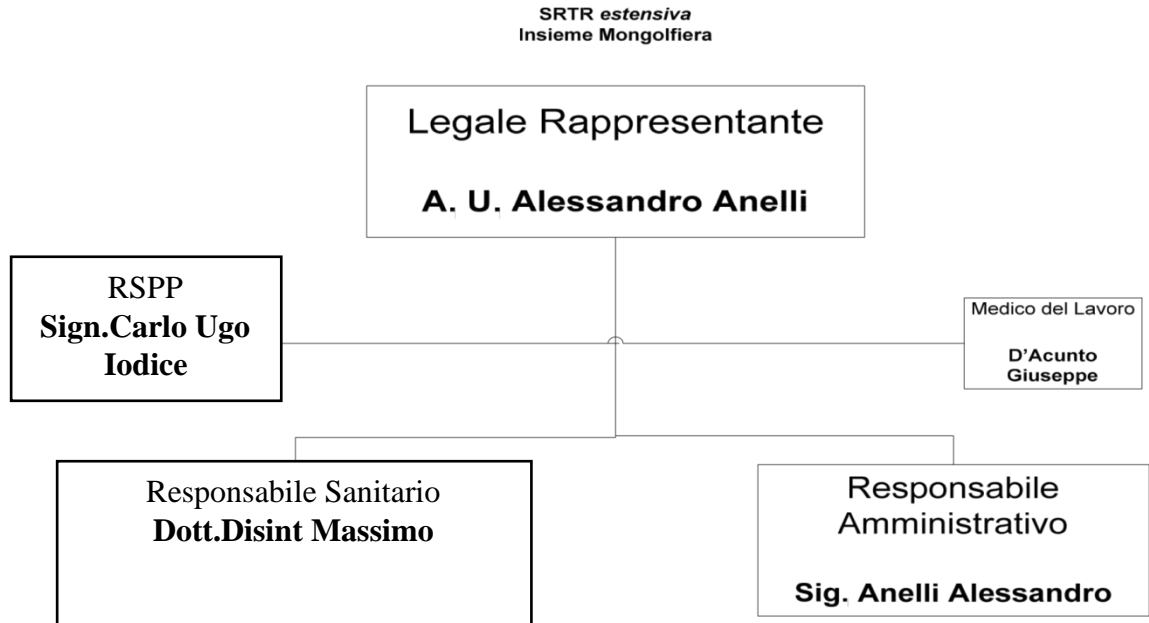 SRTR estensiva
Insieme Mongolfiera
Legale Rappresentante
A. U. Alessandro Anelli
RSPP
Sign.Carlo Ugo
Iodice
Medico del Lavoro
D'Acunto
Giuseppe
Responsabile Sanitario
Dott.Disint Massimo
Responsabile
Amministrativo
Sig. Anelli Alessandro